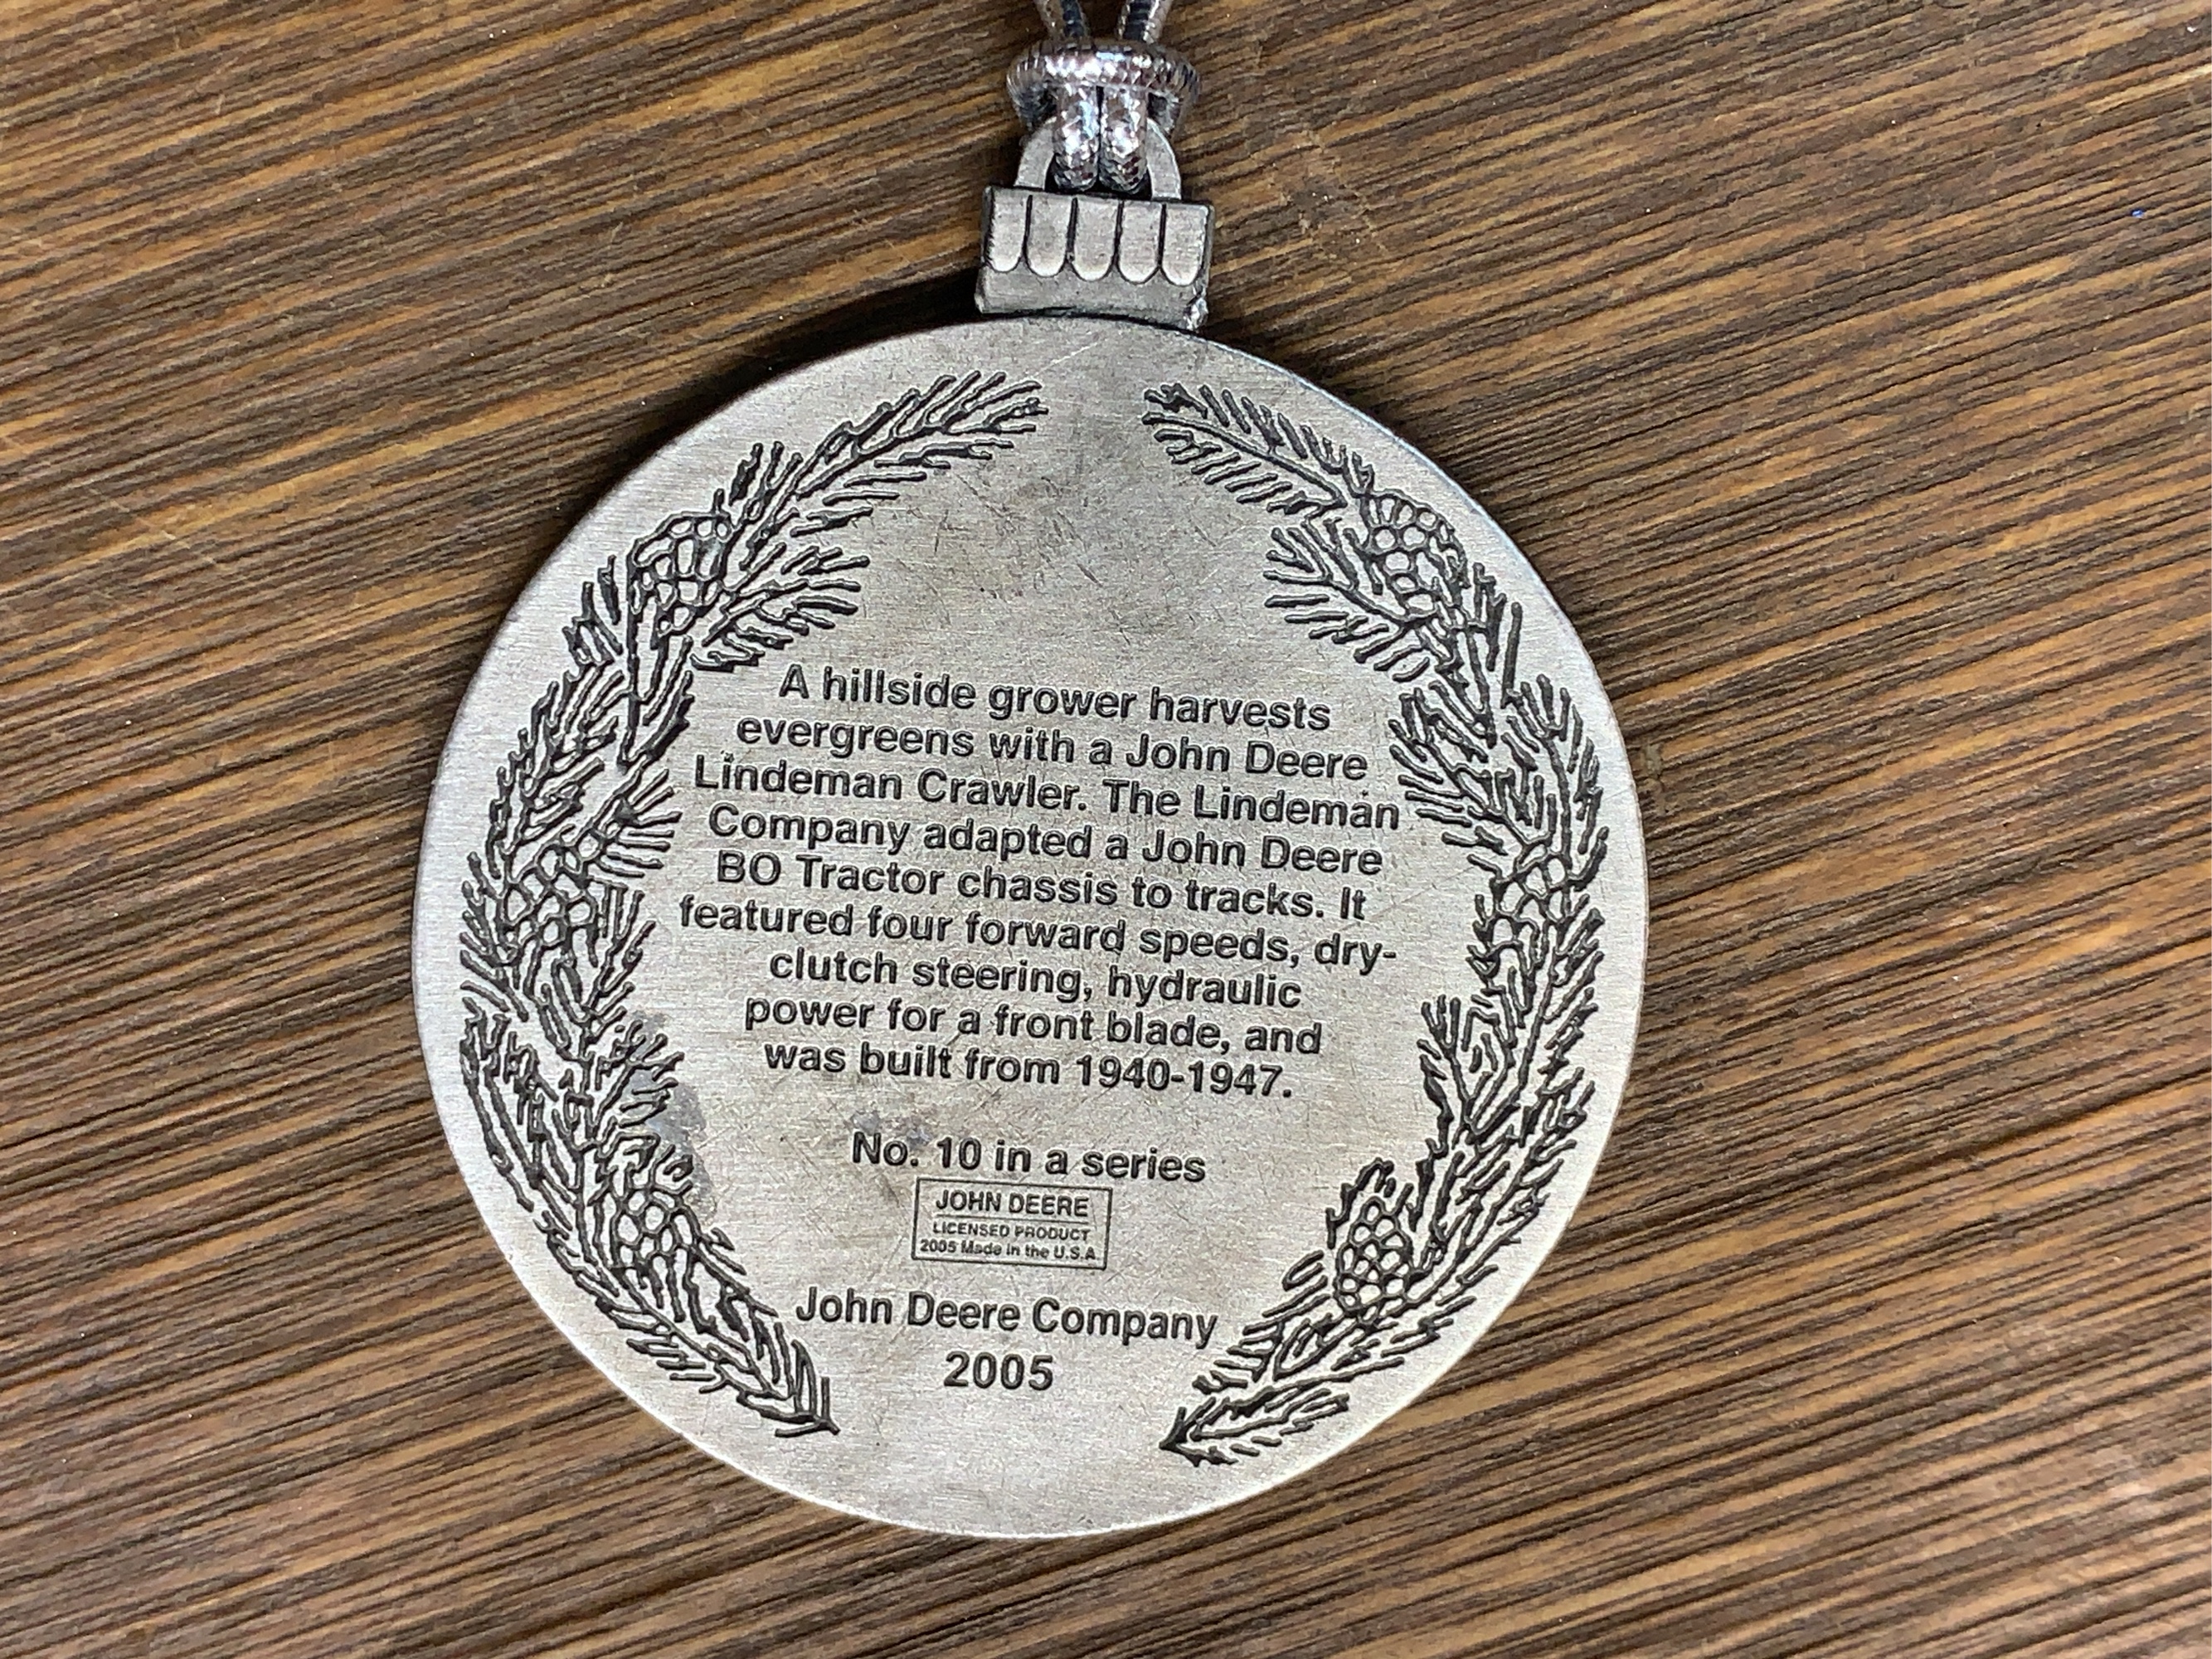 A hillside grower harvests
evergreens with a John Deere
Lindeman Crawler. The Lindeman
Company adapted a John Deere
BO Tractor chassis to tracks. It
featured four forward speeds, dry-
clutch steering, hydraulic
power for a front blade, and
was built from 1940-1947.
No. 10 in a series
JOHN DEERE
LICENSED PRODUCT
2005 Made in the U.S.A
John Deere Company
2005